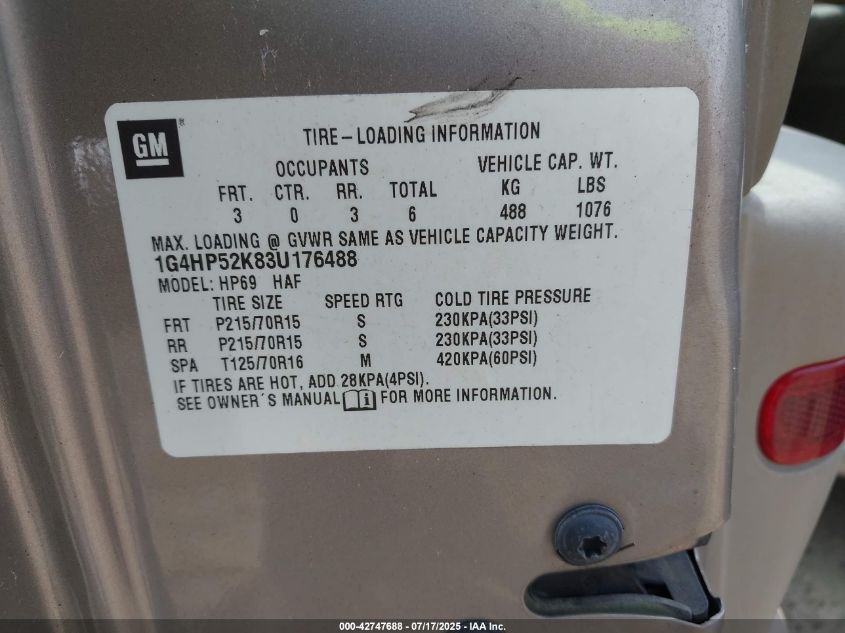 GM ®
TIRE-LOADING INFORMATION
OCCUPANTS VEHICLE CAP. WT.
FRT. CTR. RR. TOTAL KG LBS
3 0 3 6 488 1076
MAX. LOADING @ GVWR SAME AS VEHICLE CAPACITY WEIGHT.
1G4HP52K83U176488
MODEL: HP69 HAF
TIRE SIZE SPEED RTG COLD TIRE PRESSURE
FRT P215/70R15 S 230KPA(33PSI)
RR P215/70R15 S 230KPA(33PSI)
SPA T125/70R16 M 420KPA(60PSI)
IF TIRES ARE HOT, ADD 28KPA(4PSI).
SEE OWNER'S MANUAL i FOR MORE INFORMATION.
000-42747688 - 07/17/2025 - IAA Inc.